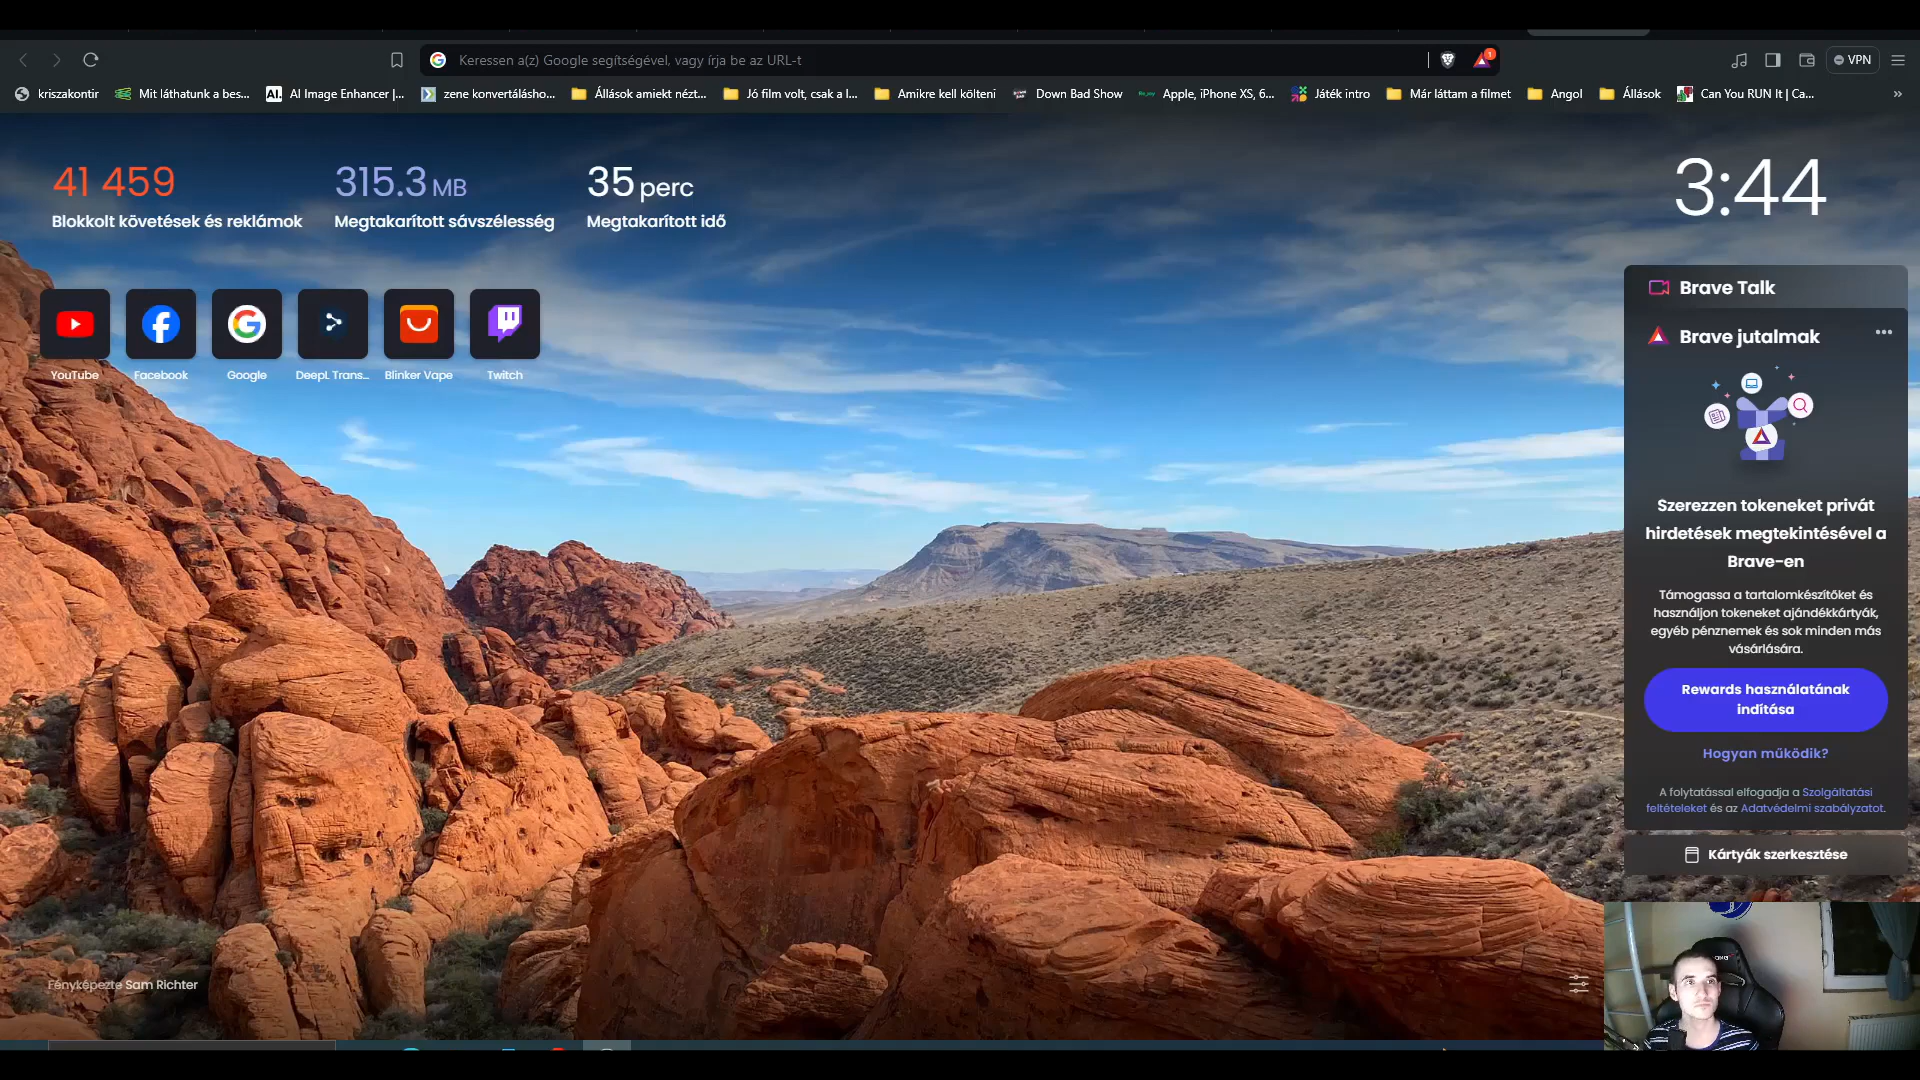 Keressen a(z) Google segítségével, vagy írja be az URL-t
1
VPN
kriszakontir
Mit láthatunk a bes...
AI Image Enhancer |...
zene konvertálásho...
Állások amiekt nézt...
Jó film volt, csak a l...
Amikre kell költeni
Down Bad Show
Apple, iPhone XS, 6...
Játék intro
Már láttam a filmet
Angol
Állások
Can You RUN It | Ca...
41 459
Blokkolt követések és reklámok
315.3 MB
Megtakarított sávszélesség
35 perc
Megtakarított idő
3:44
YouTube
Facebook
Google
DeepL Trans...
Blinker Vape
Twitch
Brave Talk
Brave jutalmak
Szerezzen tokeneket privát
hirdetések megtekintésével a
Brave-en
Támogassa a tartalomkészítőket és
használjon tokeneket ajándékkártyák,
egyéb pénznemek és sok minden más
vásárlására.
Rewards használatának
indítása
Hogyan működik?
A folytatással elfogadja a Szolgáltatási
feltételeket és az Adatvédelmi szabályzatot.
Kártyák szerkesztése
Fényképezte Sam Richter